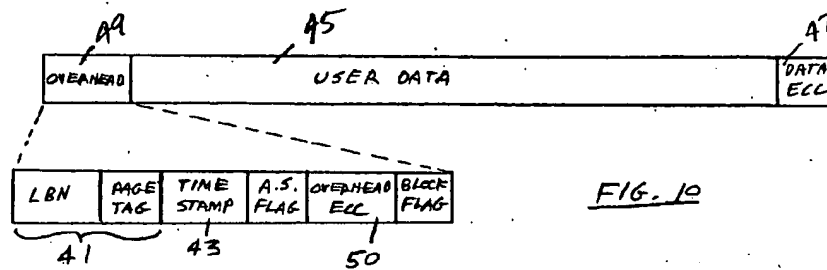 49 45
OVERHEAD USER DATA DATA ECC
LBN PAGE TAG TIME STAMP A.S. FLAG OVERHEAD ECC BLOCK FLAG
41 43 50
FIG. 10